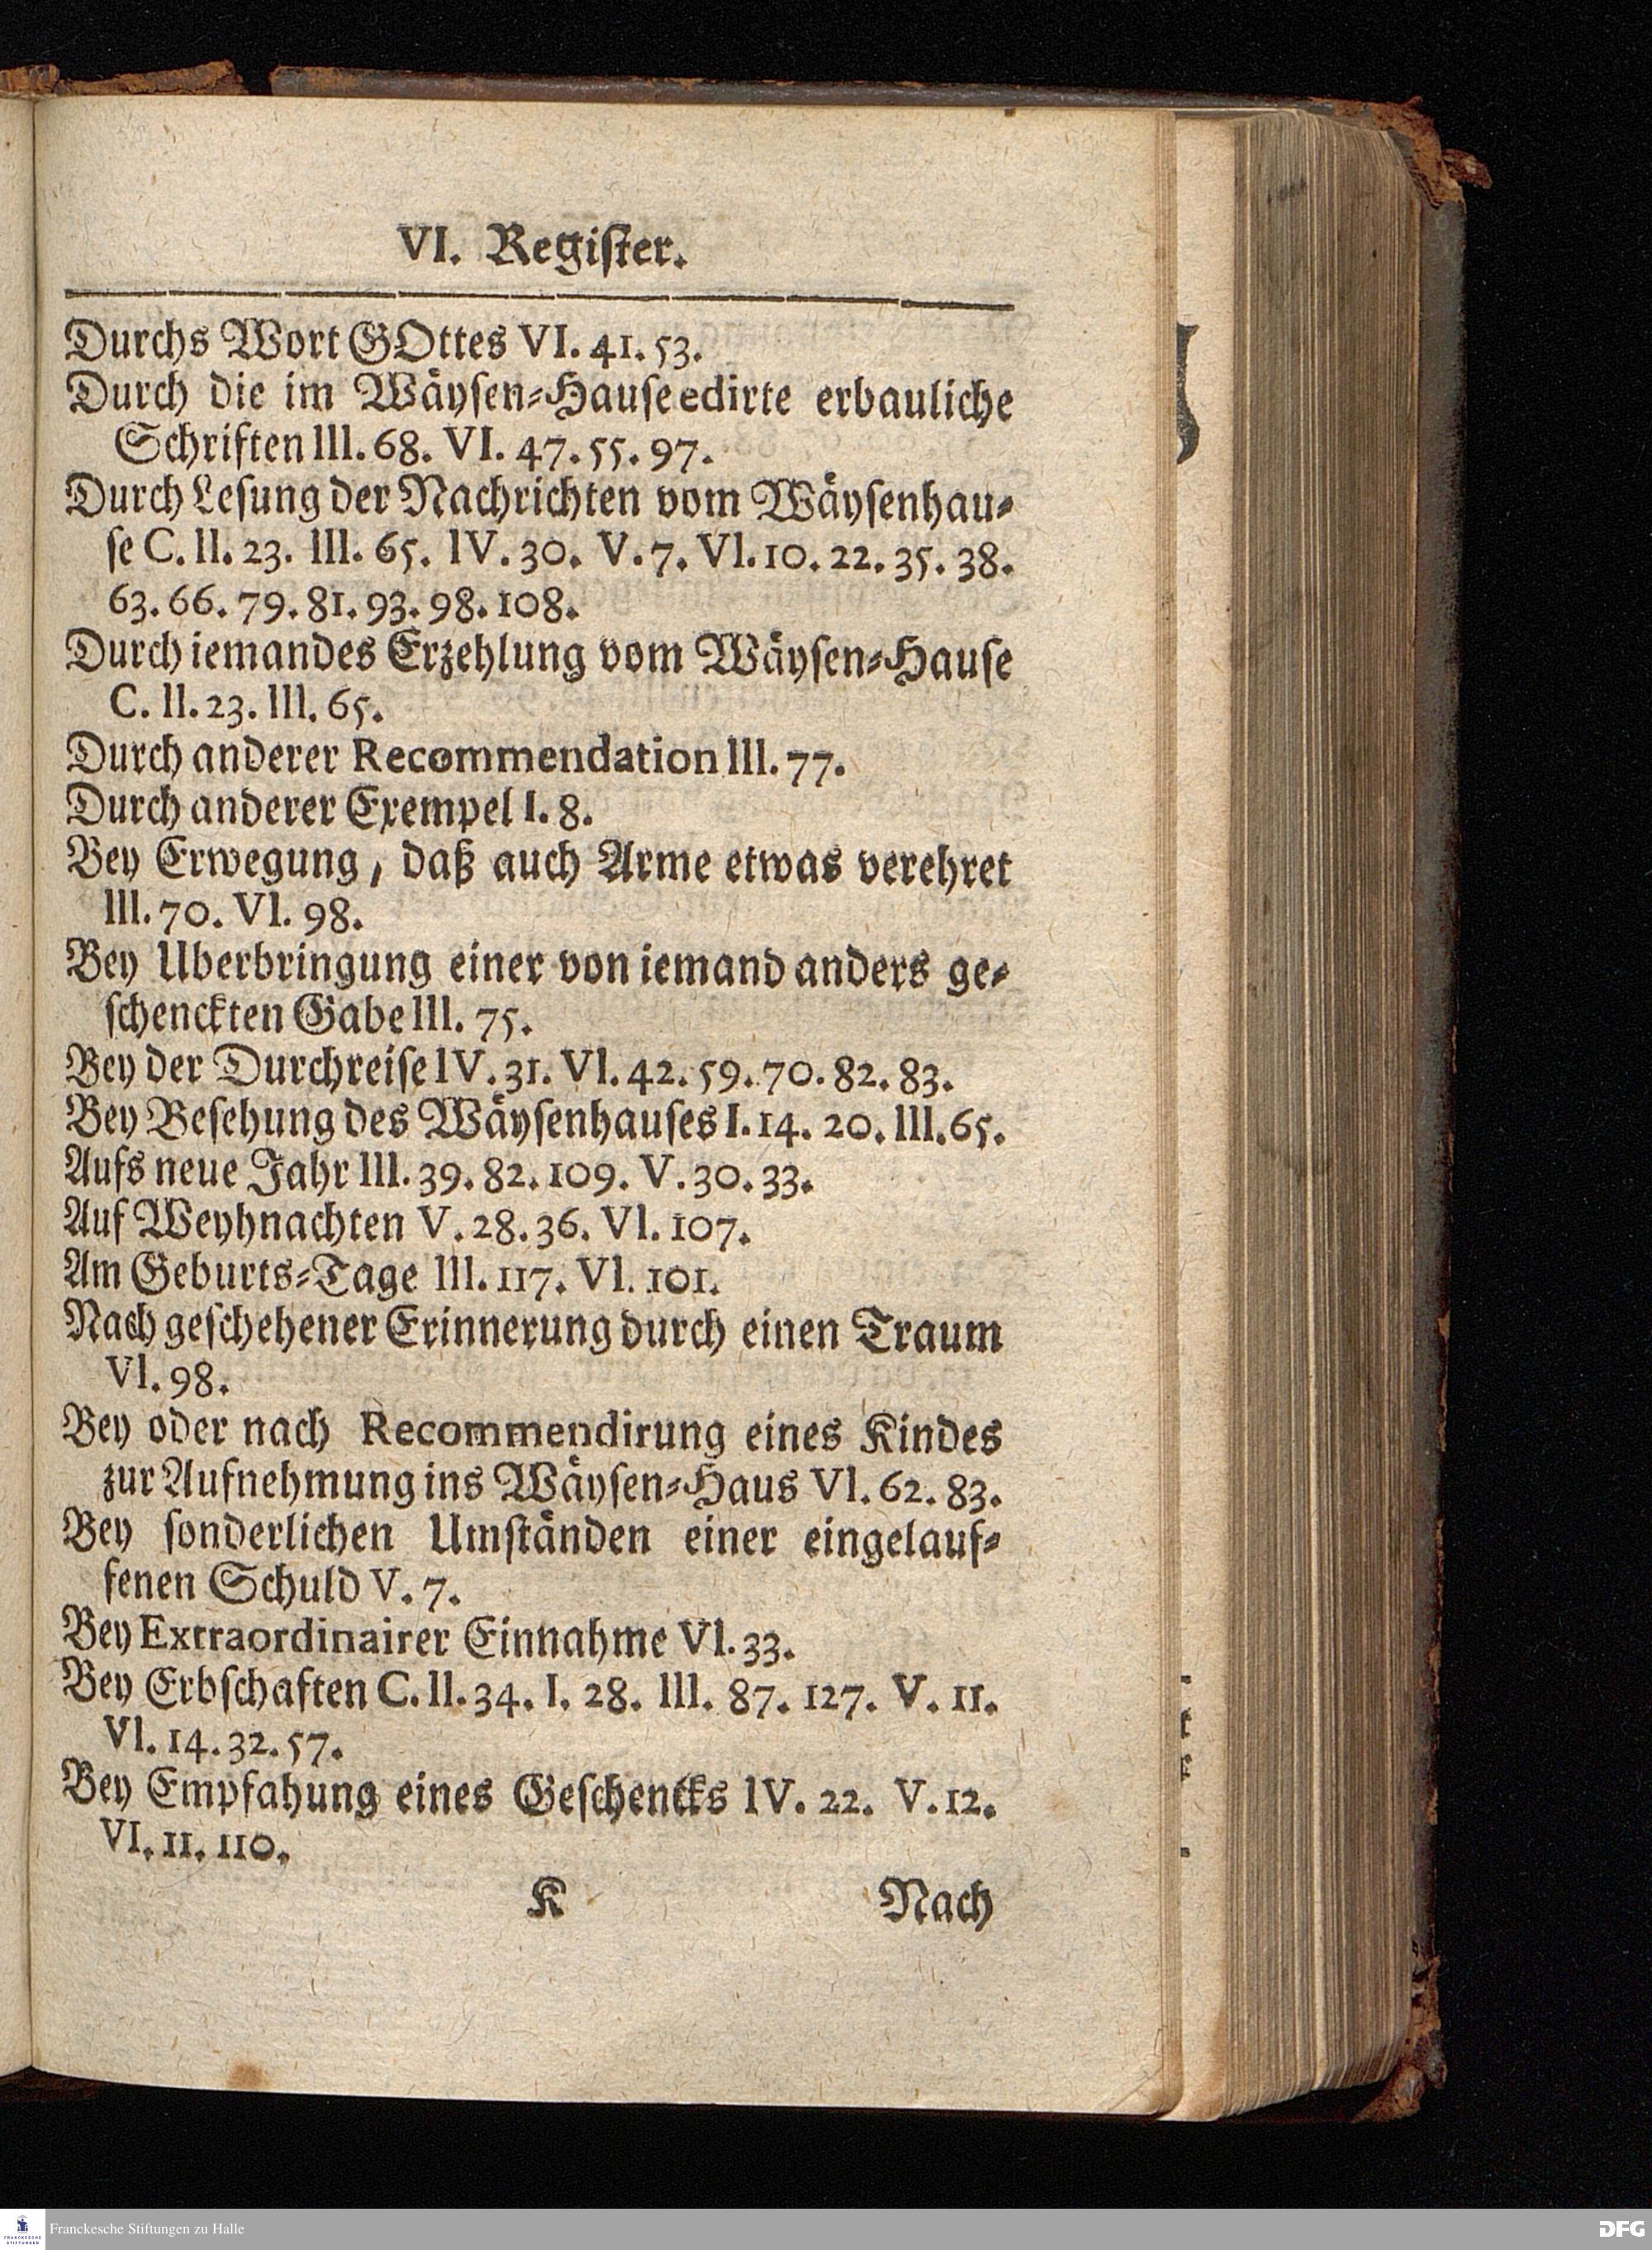 VI. Regiſter.
Durchs Wort GOttes VI. 41. 53.
Durch die im Wäyſen-Hauſe edirte erbauliche
Schriften III. 68. VI. 47. 55. 97.
Durch Leſung der Nachrichten vom Wäyſenhau-
ſe C. II. 23. III. 65. IV. 30. V. 7. VI. 10. 22. 35. 38.
63. 66. 79. 81. 93. 98. 108.
Durch iemandes Erzehlung vom Wäyſen-Hauſe
C. II. 23. III. 65.
Durch anderer Recommendation III. 77.
Durch anderer Exempel I. 8.
Bey Erwegung, daß auch Arme etwas verehret
III. 70. VI. 98.
Bey Uberbringung einer von iemand anders ge-
ſchenckten Gabe III. 75.
Bey der Durchreiſe IV. 31. VI. 42. 59. 70. 82. 83.
Bey Beſehung des Wäyſenhauſes I. 14. 20. III. 65.
Aufs neue Jahr III. 39. 82. 109. V. 30. 33.
Auf Weyhnachten V. 28. 36. VI. 107.
Am Geburts-Tage III. 117. VI. 101.
Nach geſchehener Erinnerung durch einen Traum
VI. 98.
Bey oder nach Recommendirung eines Kindes
zur Aufnehmung ins Wäyſen-Haus VI. 62. 83.
Bey ſonderlichen Umſtänden einer eingelauf-
fenen Schuld V. 7.
Bey Extraordinairer Einnahme VI. 33.
Bey Erbſchaften C. II. 34. I. 28. III. 87. 127. V. 11.
VI. 14. 32. 57.
Bey Empfahung eines Geſchencks IV. 22. V. 12.
VI. 11. 110.
K Nach
Franckesche Stiftungen zu Halle
FRANCKESCHE STIFTUNGEN
DFG